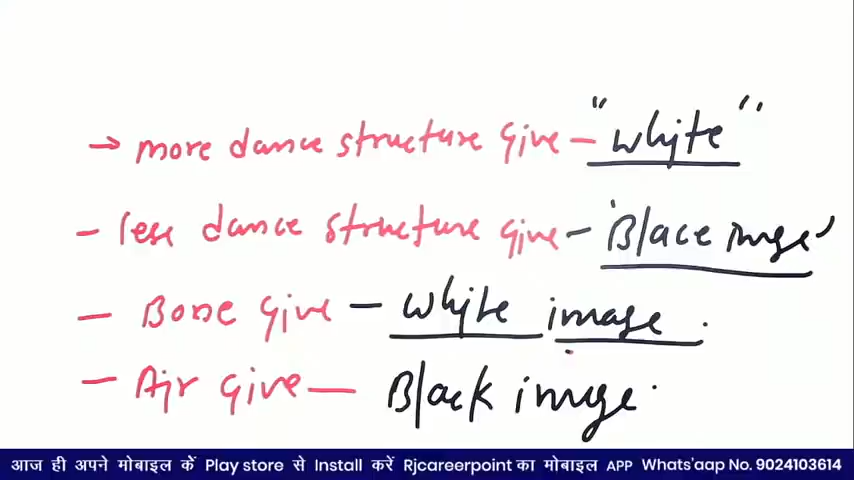 → more dance structure give - "white"
- less dance structure give - 'Blace image'
- Bone give - white image.
- Air give - Black image.
आज ही अपने मोबाइल कें Play store से Install करें Rjcareerpoint का मोबाइल APP Whats'aap No. 9024103614